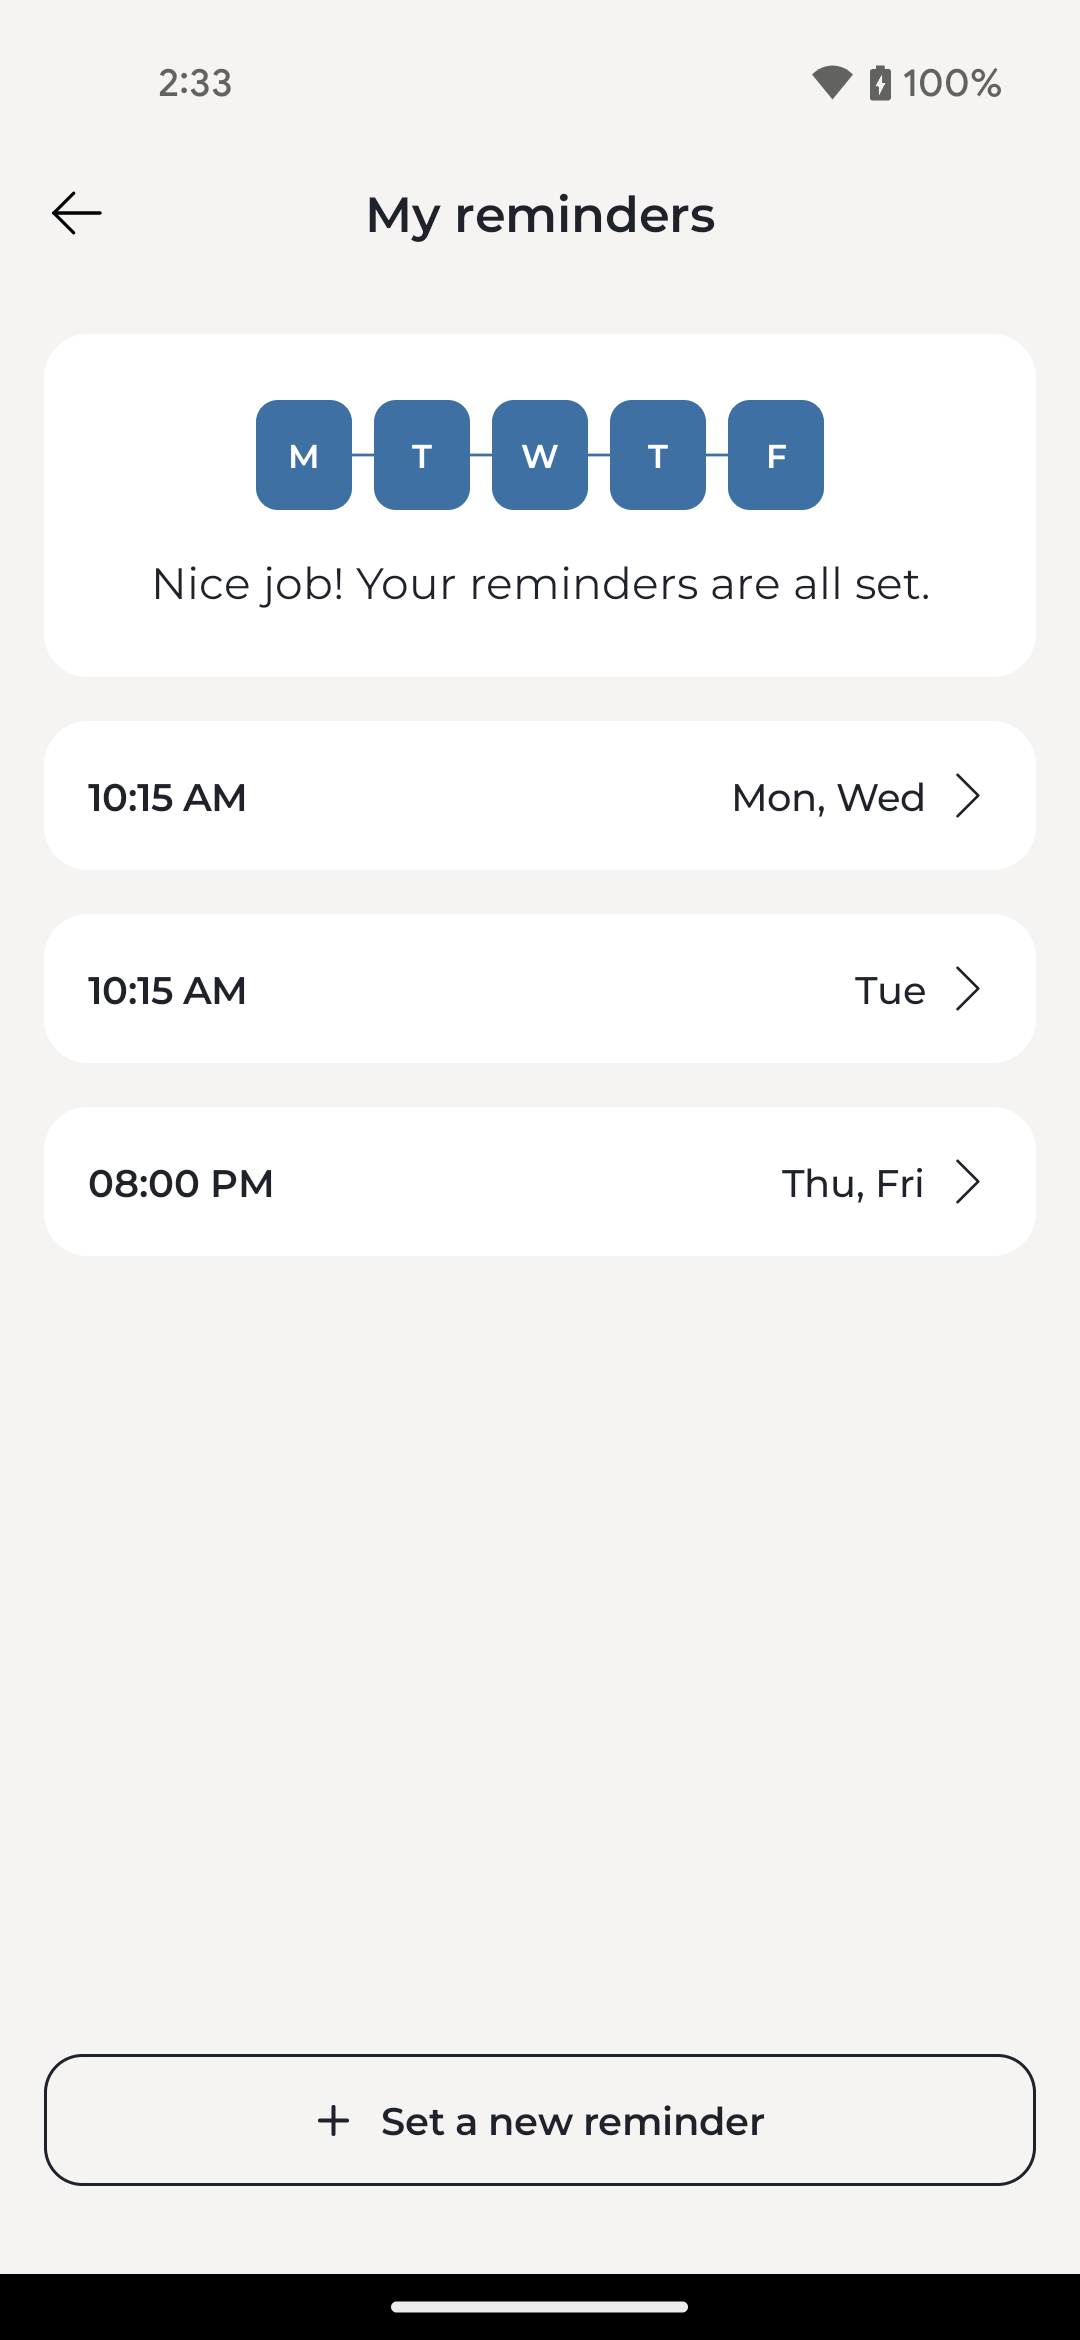 2:33 100%
My reminders
M T W T F
Nice job! Your reminders are all set.
10:15 AM Mon, Wed
10:15 AM Tue
08:00 PM Thu, Fri
Set a new reminder